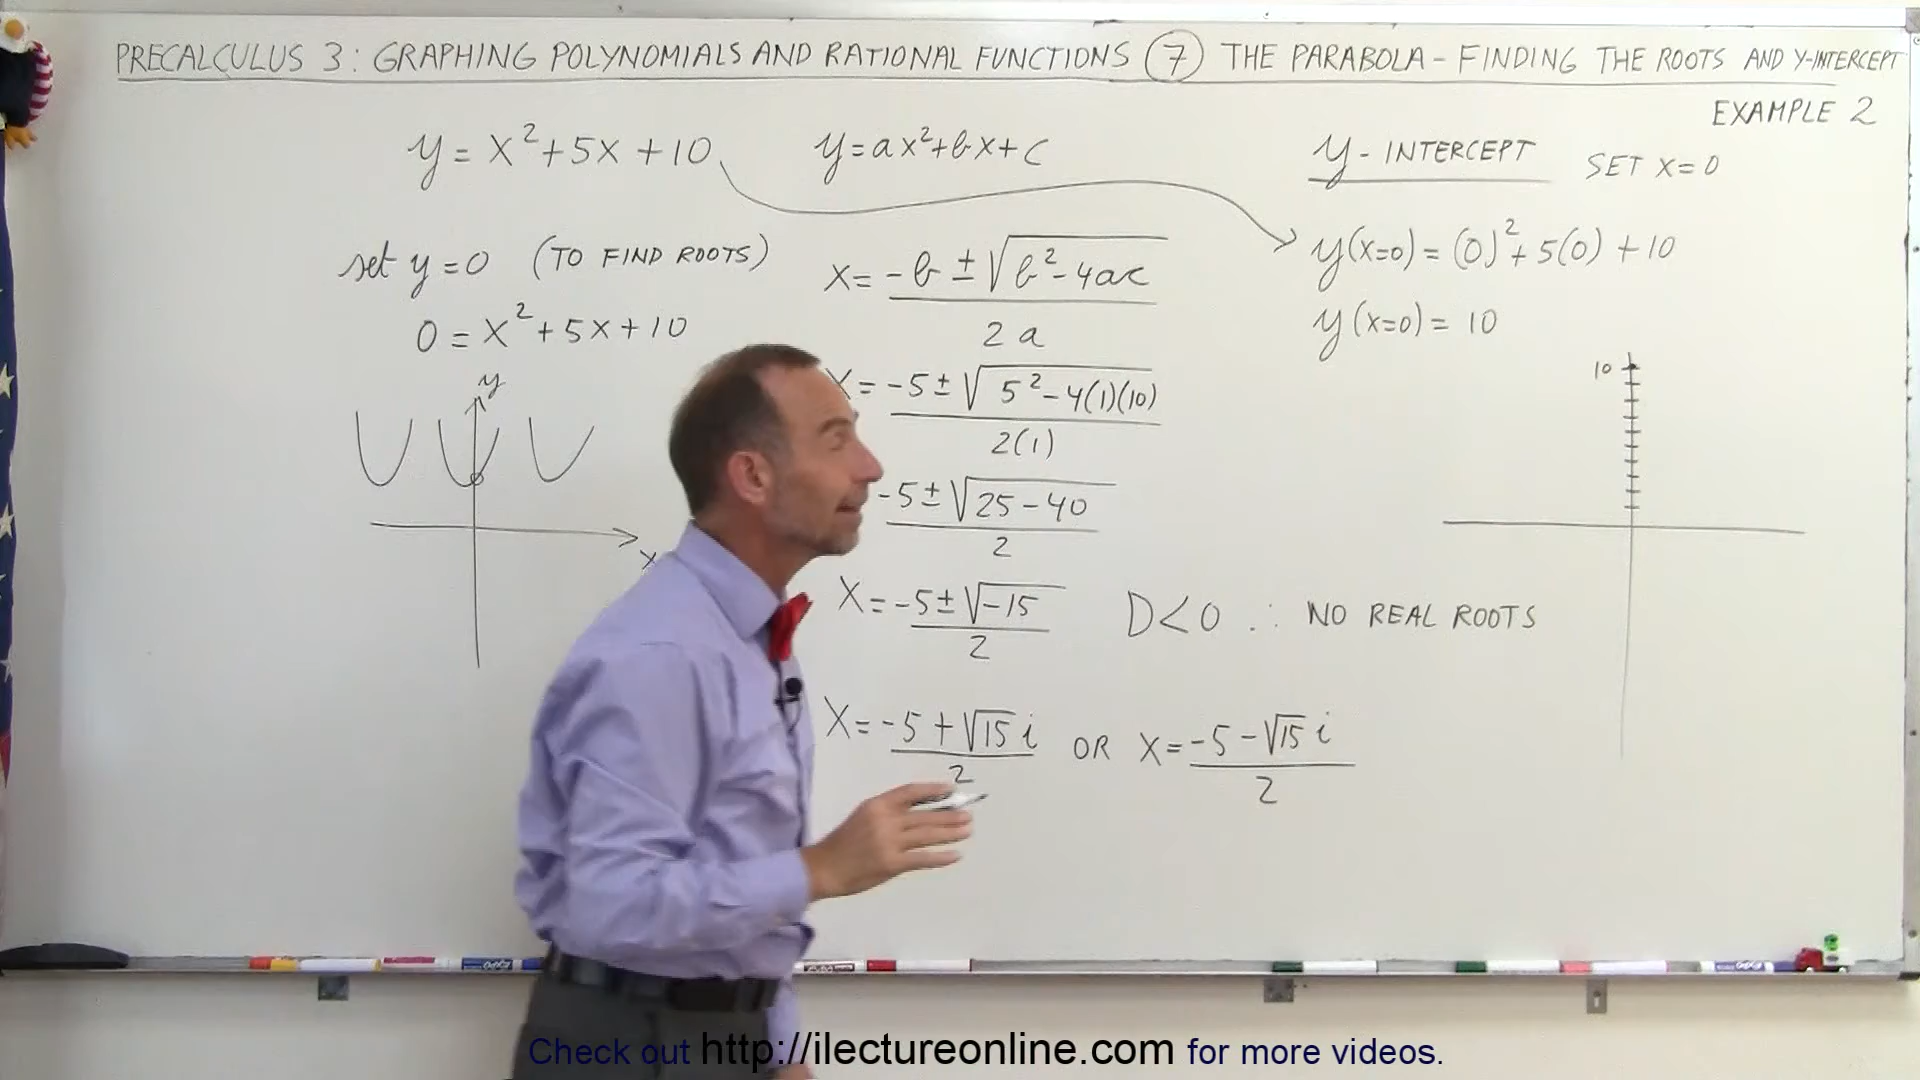 PRECALCULUS 3: GRAPHING POLYNOMIALS AND RATIONAL FUNCTIONS (7) THE PARABOLA - FINDING THE ROOTS AND Y-INTERCEPT
EXAMPLE 2
y = x²+5x+10
set y=0 (TO FIND ROOTS)
0 = x²+5x+10
y
x
y=ax²+bx+c
x= (-b ± √(b²-4ac)) / 2a
x= (-5 ± √(5²-4(1)(10))) / 2(1)
(-5 ± √(25-40)) / 2
x= (-5 ± √-15) / 2 D<0 ∴ NO REAL ROOTS
x= (-5+√15 i) / 2 OR x= (-5-√15 i) / 2
y-INTERCEPT SET X=0
y(x=0) = (0)²+5(0)+10
y(x=0) = 10
10
Check out http://ilectureonline.com for more videos.